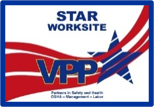 STAR
WORKSITE
VPP
Partners in Safety and Health
OSHA • Management • Labor